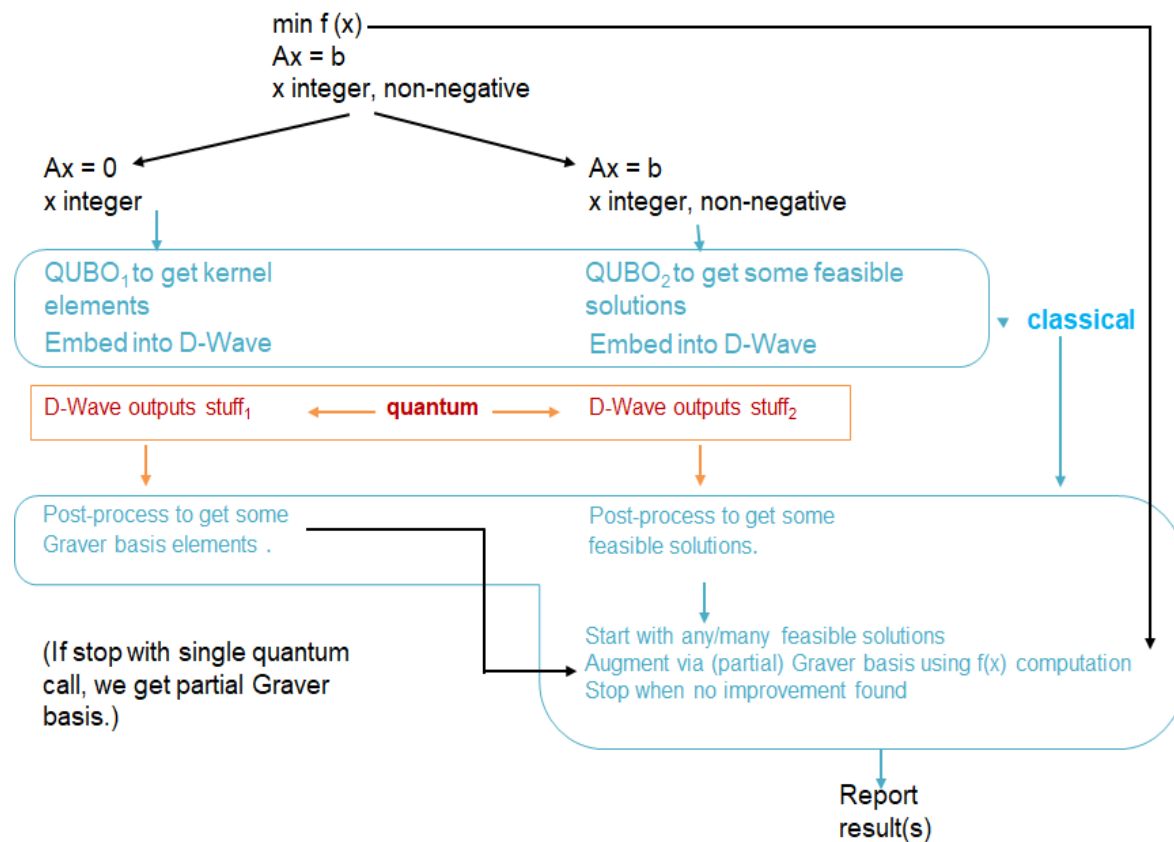 min f (x)
Ax = b
x integer, non-negative
Ax = 0
x integer
Ax = b
x integer, non-negative
QUBO₁ to get kernel
elements
Embed into D-Wave
QUBO₂ to get some feasible
solutions
Embed into D-Wave
classical
D-Wave outputs stuff₁
quantum
D-Wave outputs stuff₂
Post-process to get some
Graver basis elements .
Post-process to get some
feasible solutions.
(If stop with single quantum
call, we get partial Graver
basis.)
Start with any/many feasible solutions
Augment via (partial) Graver basis using f(x) computation
Stop when no improvement found
Report
result(s)